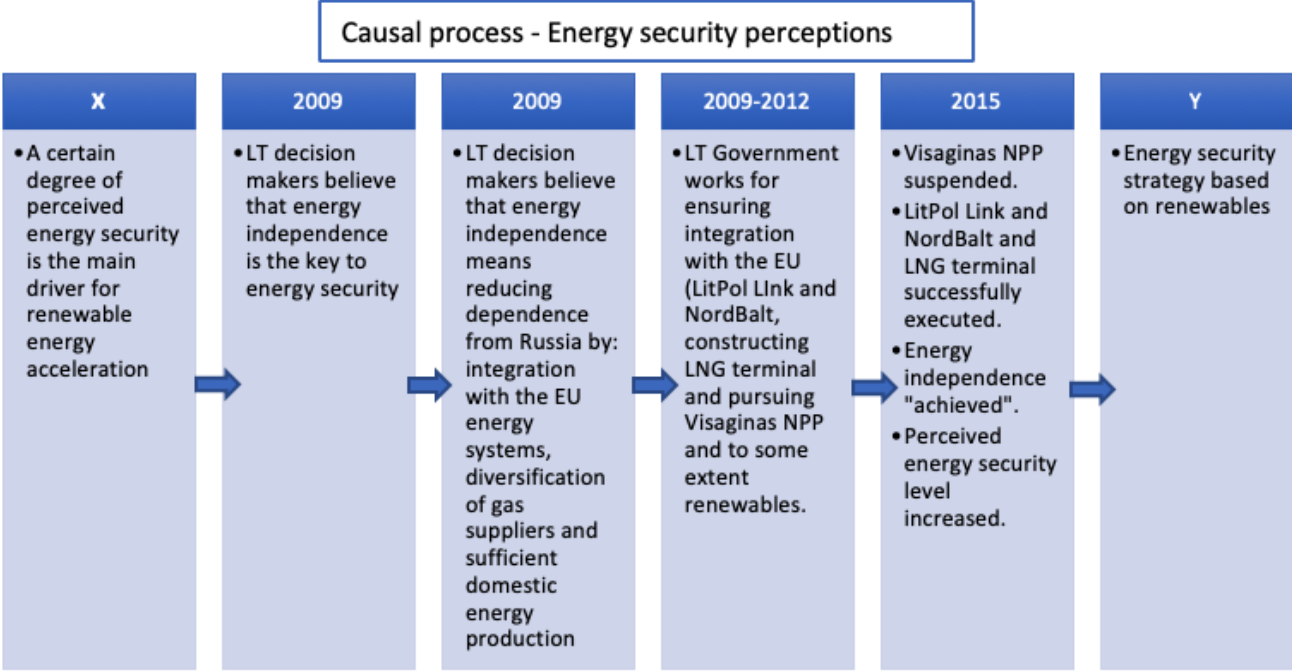 Causal process - Energy security perceptions
X
•A certain
degree of
perceived
energy security
is the main
driver for
renewable
energy
acceleration
2009
•LT decision
makers believe
that energy
independence
is the key to
energy security
2009
•LT decision
makers believe
that energy
independence
means
reducing
dependence
from Russia by:
integration
with the EU
energy
systems,
diversification
of gas
suppliers and
sufficient
domestic
energy
production
2009-2012
•LT Government
works for
ensuring
integration
with the EU
(LitPol LInk and
NordBalt,
constructing
LNG terminal
and pursuing
Visaginas NPP
and to some
extent
renewables.
2015
•Visaginas NPP
suspended.
•LitPol Link and
NordBalt and
LNG terminal
successfully
executed.
•Energy
independence
"achieved".
•Perceived
energy security
level
increased.
Y
•Energy security
strategy based
on renewables